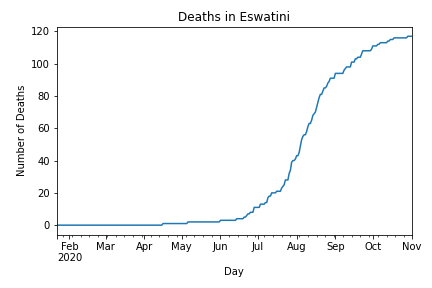 Deaths in Eswatini
Number of Deaths
120
100
80
60
40
20
0
Feb Mar Apr May Jun Jul Aug Sep Oct Nov
2020
Day